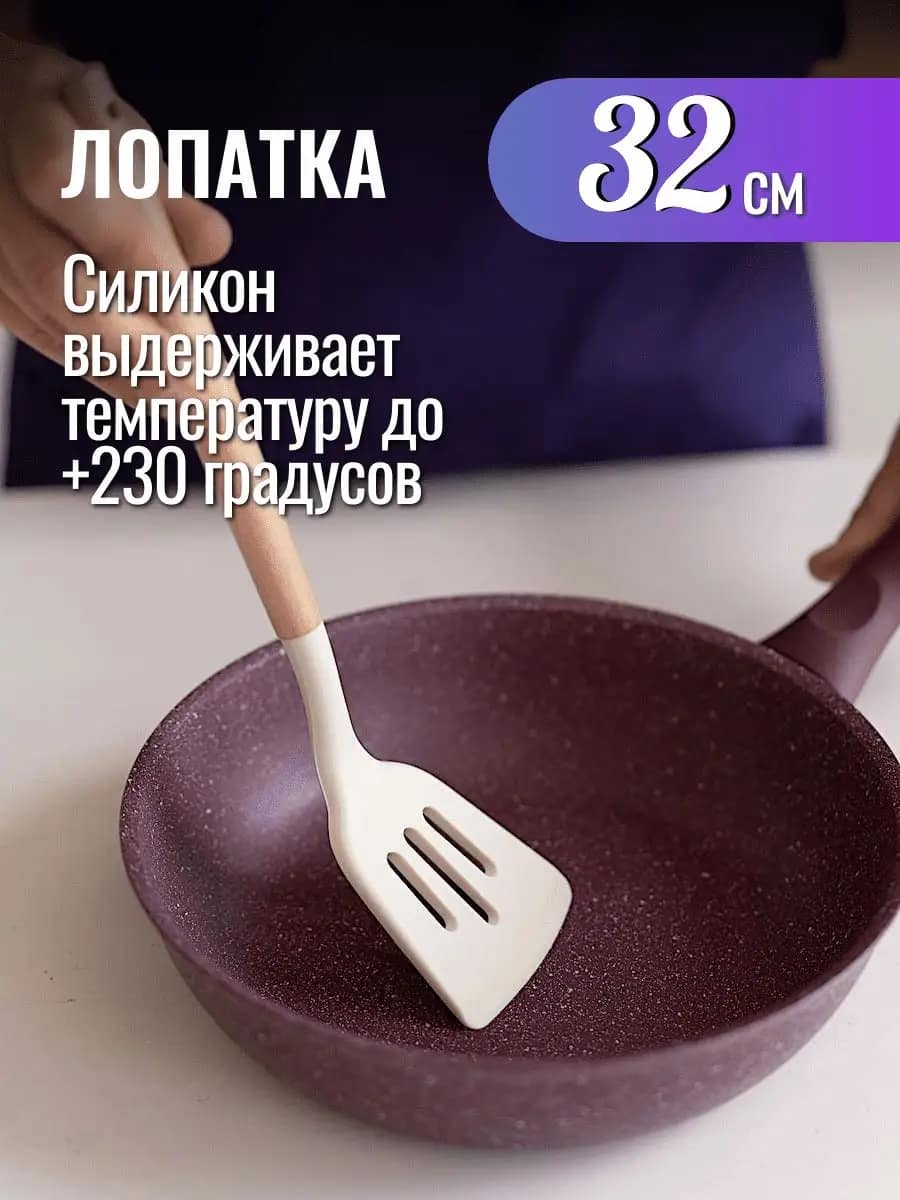 ЛОПАТКА
32 см
Силикон
выдерживает
температуру до
+230 градусов